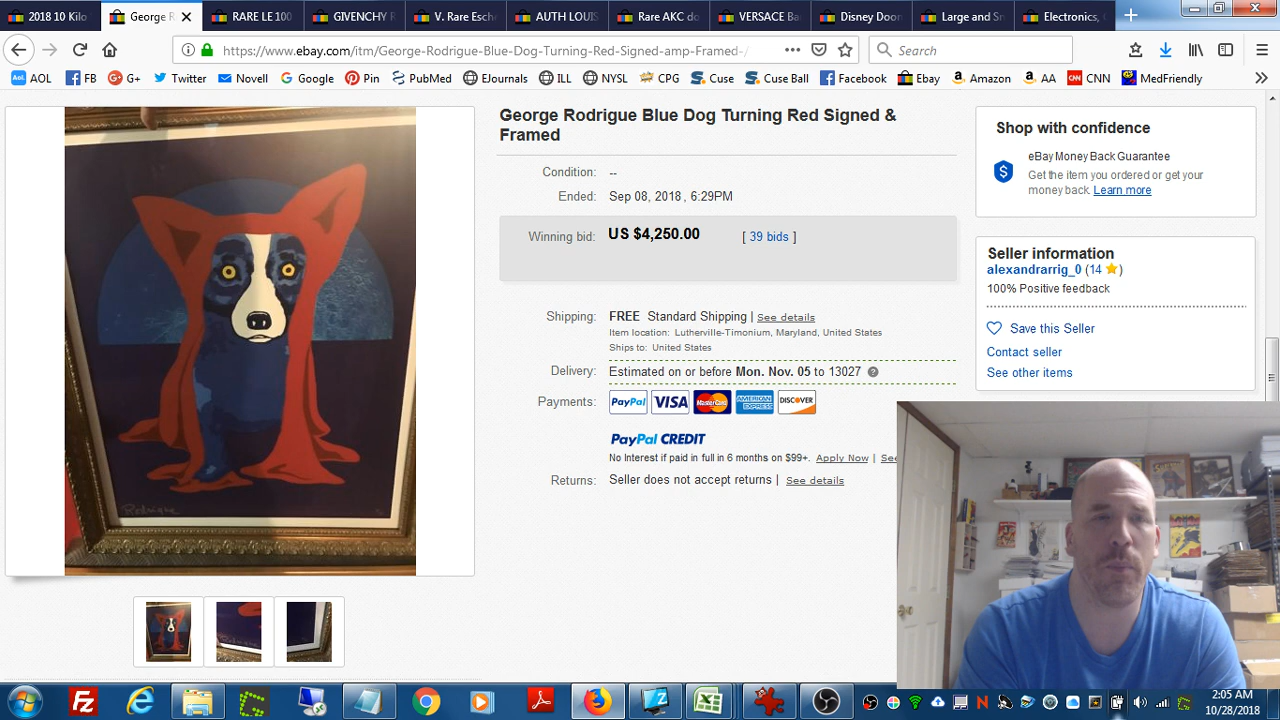 2018 10 Kilo
George R
RARE LE 100
GIVENCHY R
V. Rare Esch
AUTH LOUIS
Rare AKC do
VERSACE Ba
Disney Doon
Large and Sn
Electronics, C
https://www.ebay.com/itm/George-Rodrigue-Blue-Dog-Turning-Red-Signed-amp-Framed-/
Search
AOL
FB
G+
Twitter
Novell
Google
Pin
PubMed
EJournals
ILL
NYSL
CPG
Cuse
Cuse Ball
Facebook
Ebay
Amazon
AA
CNN
MedFriendly
George Rodrigue Blue Dog Turning Red Signed &
Framed
Condition: --
Ended: Sep 08, 2018 , 6:29PM
Winning bid: US $4,250.00 [ 39 bids ]
Shipping: FREE Standard Shipping | See details
Item location: Lutherville-Timonium, Maryland, United States
Ships to: United States
Delivery: Estimated on or before Mon. Nov. 05 to 13027
Payments: PayPal VISA MasterCard AMERICAN EXPRESS DISCOVER
PayPal CREDIT
No Interest if paid in full in 6 months on $99+. Apply Now | See
Returns: Seller does not accept returns | See details
Shop with confidence
eBay Money Back Guarantee
Get the item you ordered or get your
money back. Learn more
Seller information
alexandrarrig_0 (14 )
100% Positive feedback
Save this Seller
Contact seller
See other items
Rodrigue
2:05 AM
10/28/2018